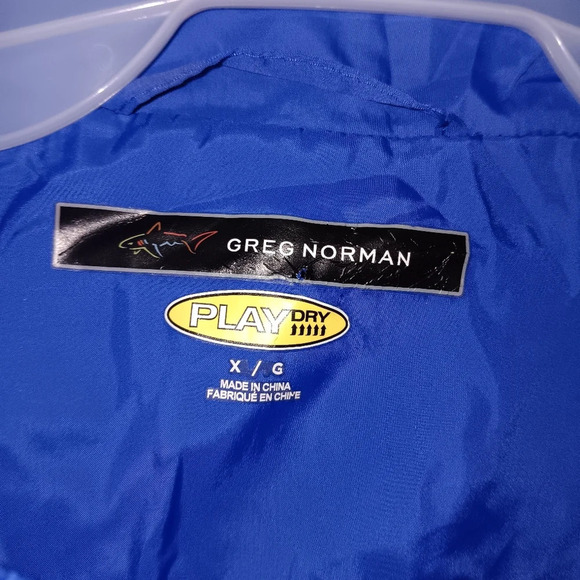 GREG NORMAN
PLAY DRY
X / G
MADE IN CHINA
FABRIQUÉ EN CHINE